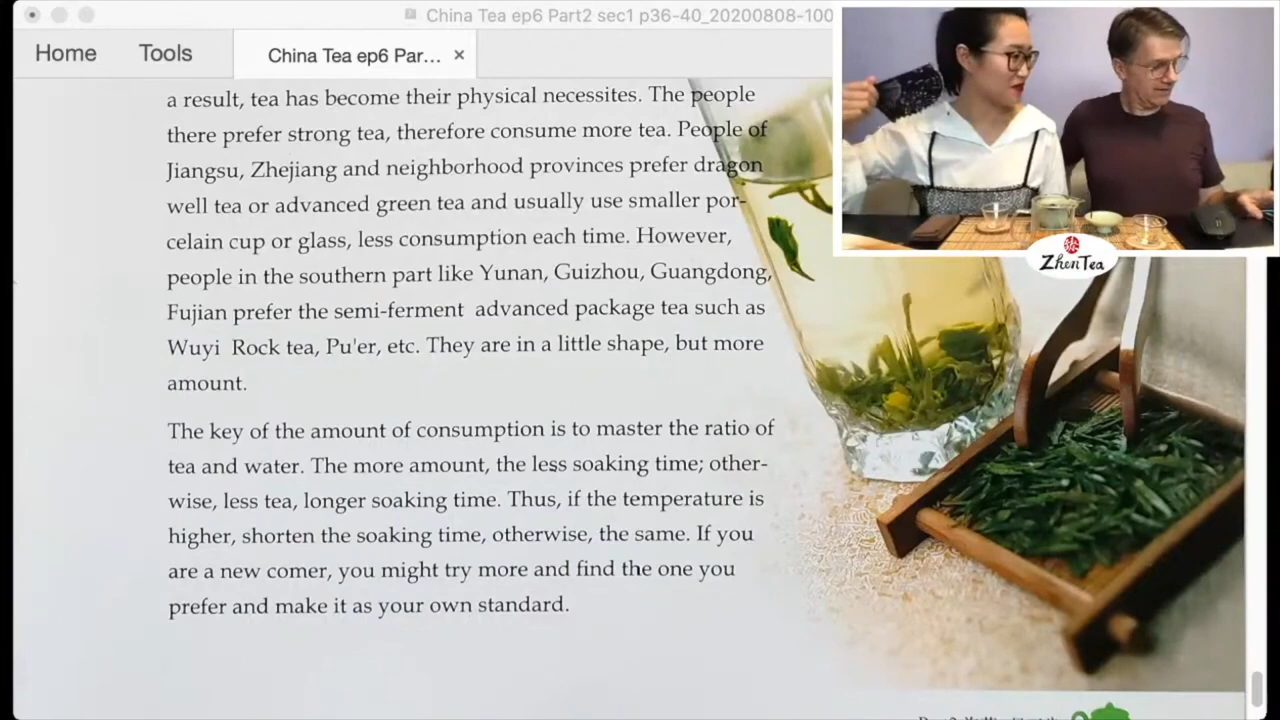 China Tea ep6 Part2 sec1 p36-40_20200808-100
Home Tools China Tea ep6 Par... ×
a result, tea has become their physical necessites. The people
there prefer strong tea, therefore consume more tea. People of
Jiangsu, Zhejiang and neighborhood provinces prefer dragon
well tea or advanced green tea and usually use smaller por-
celain cup or glass, less consumption each time. However,
people in the southern part like Yunan, Guizhou, Guangdong,
Fujian prefer the semi-ferment advanced package tea such as
Wuyi Rock tea, Pu'er, etc. They are in a little shape, but more
amount.
The key of the amount of consumption is to master the ratio of
tea and water. The more amount, the less soaking time; other-
wise, less tea, longer soaking time. Thus, if the temperature is
higher, shorten the soaking time, otherwise, the same. If you
are a new comer, you might try more and find the one you
prefer and make it as your own standard.
ZhenTea